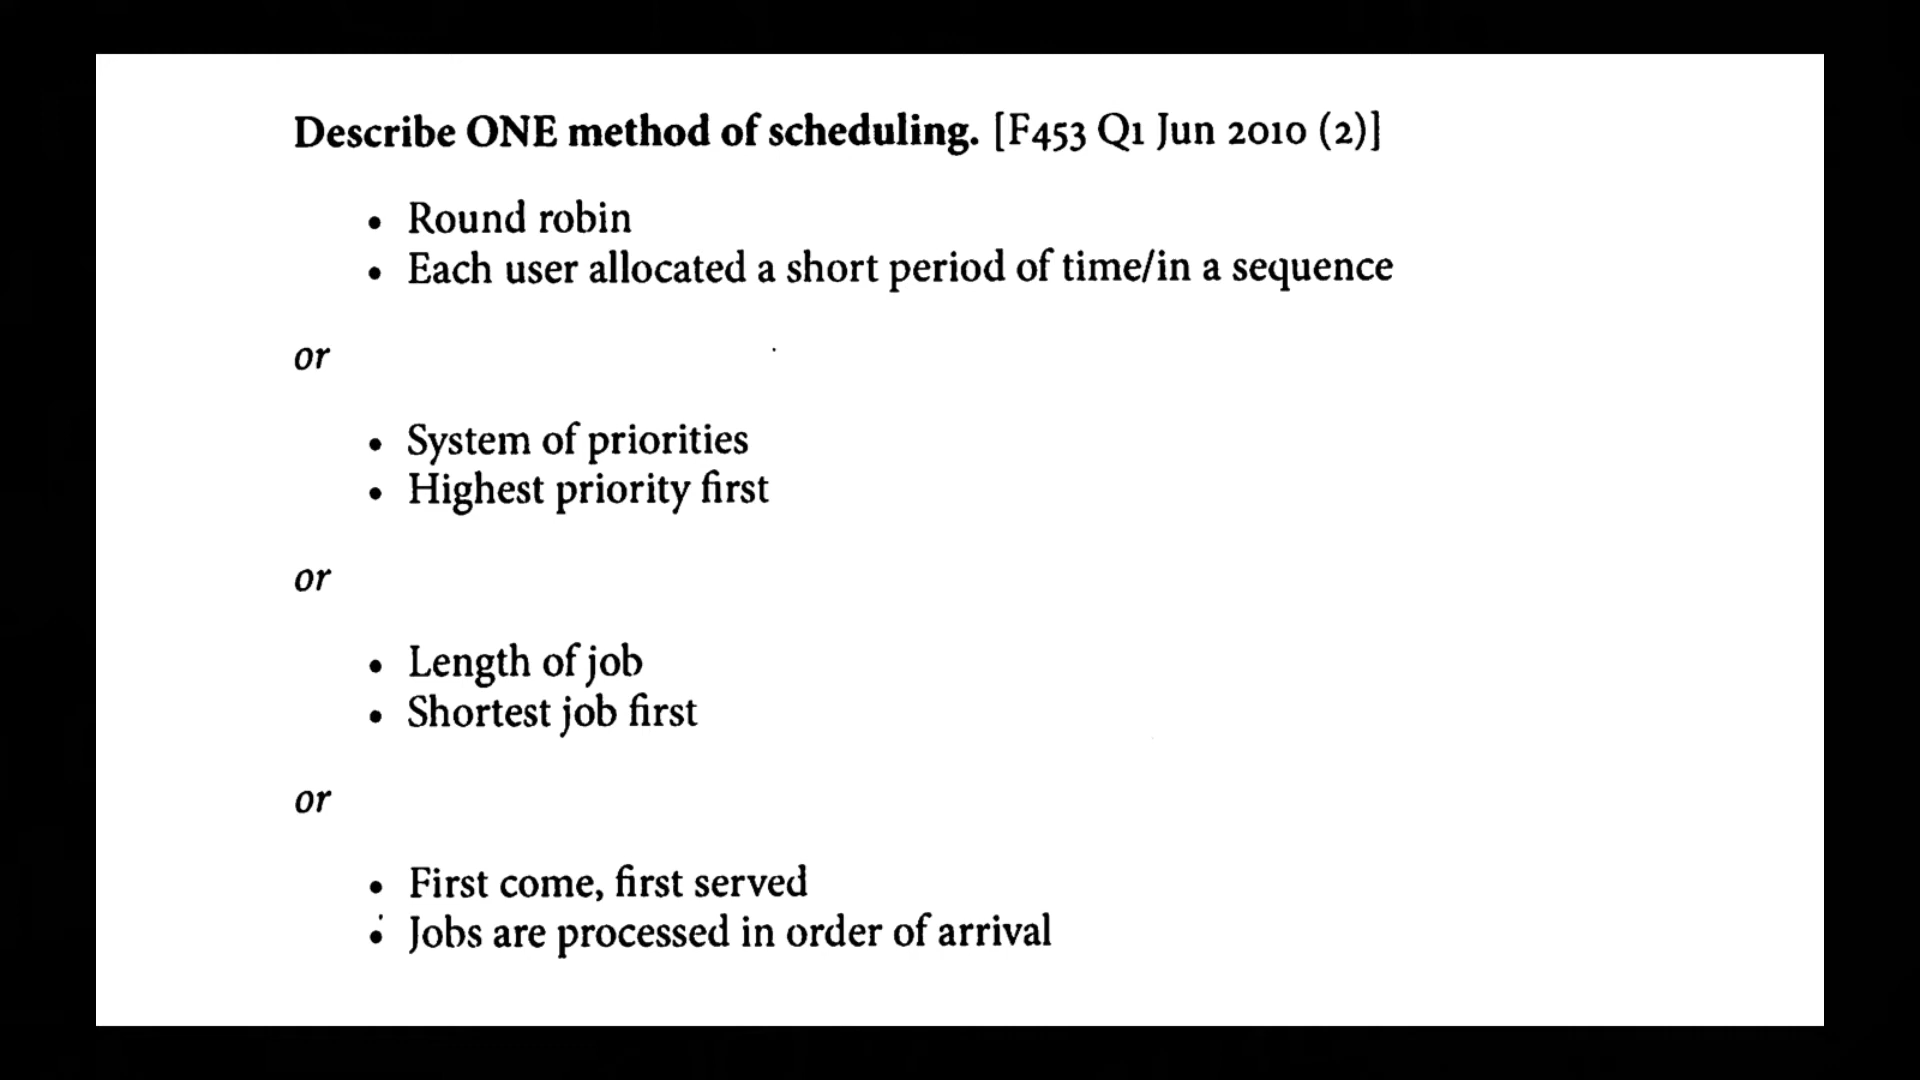 Describe ONE method of scheduling. [F453 Q1 Jun 2010 (2)]
• Round robin
• Each user allocated a short period of time/in a sequence
or
• System of priorities
• Highest priority first
or
• Length of job
• Shortest job first
or
• First come, first served
• Jobs are processed in order of arrival